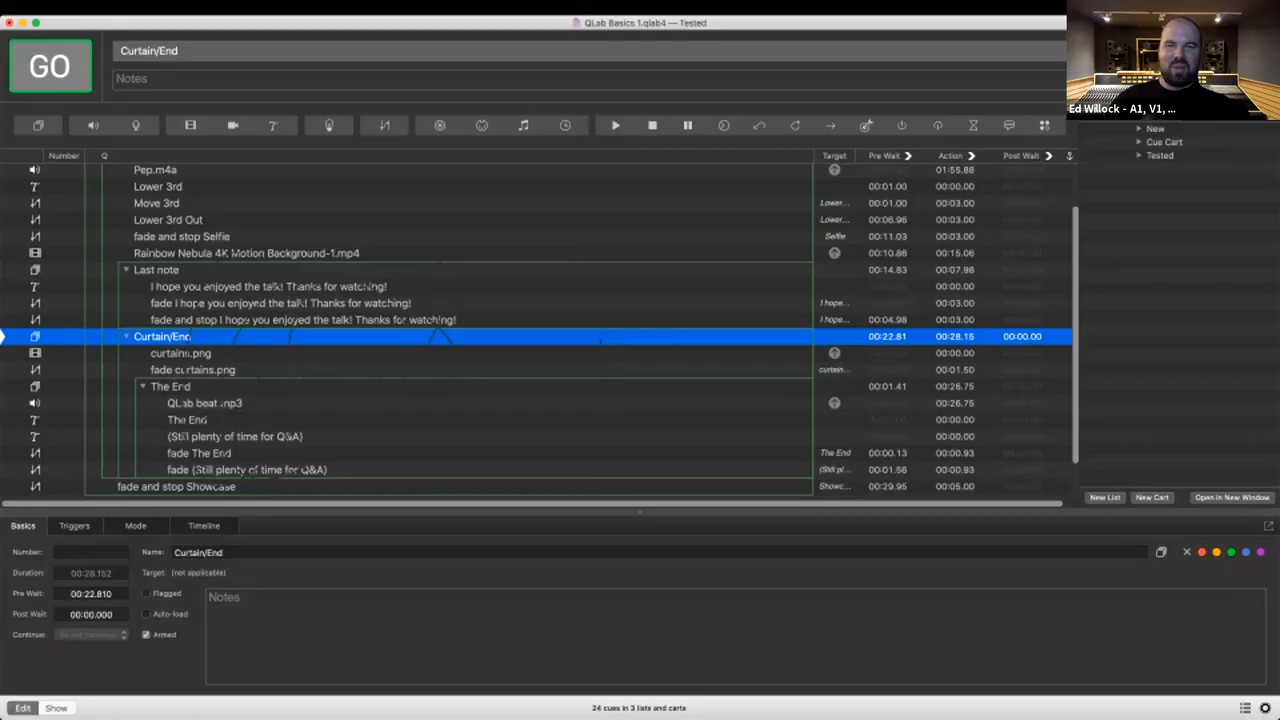 QLab Basics 1.qlab4 — Tested
GO
Curtain/End
Notes
Ed Willock - A1, V1, ...
New
Cue Cart
Tested
Number Q Target Pre Wait Action Post Wait
Pep.m4a 01:55.88
Lower 3rd 00:01.00 00:00.00
Move 3rd Lower... 00:01.00 00:03.00
Lower 3rd Out Lower... 00:06.96 00:03.00
fade and stop Selfie Selfie 00:11.03 00:03.00
Rainbow Nebula 4K Motion Background-1.mp4 00:10.86 00:15.06
Last note 00:14.83 00:07.98
I hope you enjoyed the talk! Thanks for watching! 00:00.00
fade I hope you enjoyed the talk! Thanks for watching! I hope... 00:03.00
fade and stop I hope you enjoyed the talk! Thanks for watching! I hope... 00:04.98 00:03.00
Curtain/End 00:22.81 00:28.15 00:00.00
curtains.png 00:00.00
fade curtains.png curtain... 00:01.50
The End 00:01.41 00:26.75
QLab beat.mp3 00:26.75
The End 00:00.00
(Still plenty of time for Q&A) 00:00.00
fade The End The End 00:00.13 00:00.93
fade (Still plenty of time for Q&A) (Still pl... 00:01.56 00:00.93
fade and stop Showcase Showc... 00:29.95 00:05.00
New List New Cart Open in New Window
Basics Triggers Mode Timeline
Number: Name: Curtain/End
Duration: 00:28.152 Target: (not applicable)
Pre Wait: 00:22.810 Flagged Notes
Post Wait: 00:00.000 Auto-load
Continue: Armed
Edit Show 24 cues in 3 lists and carts